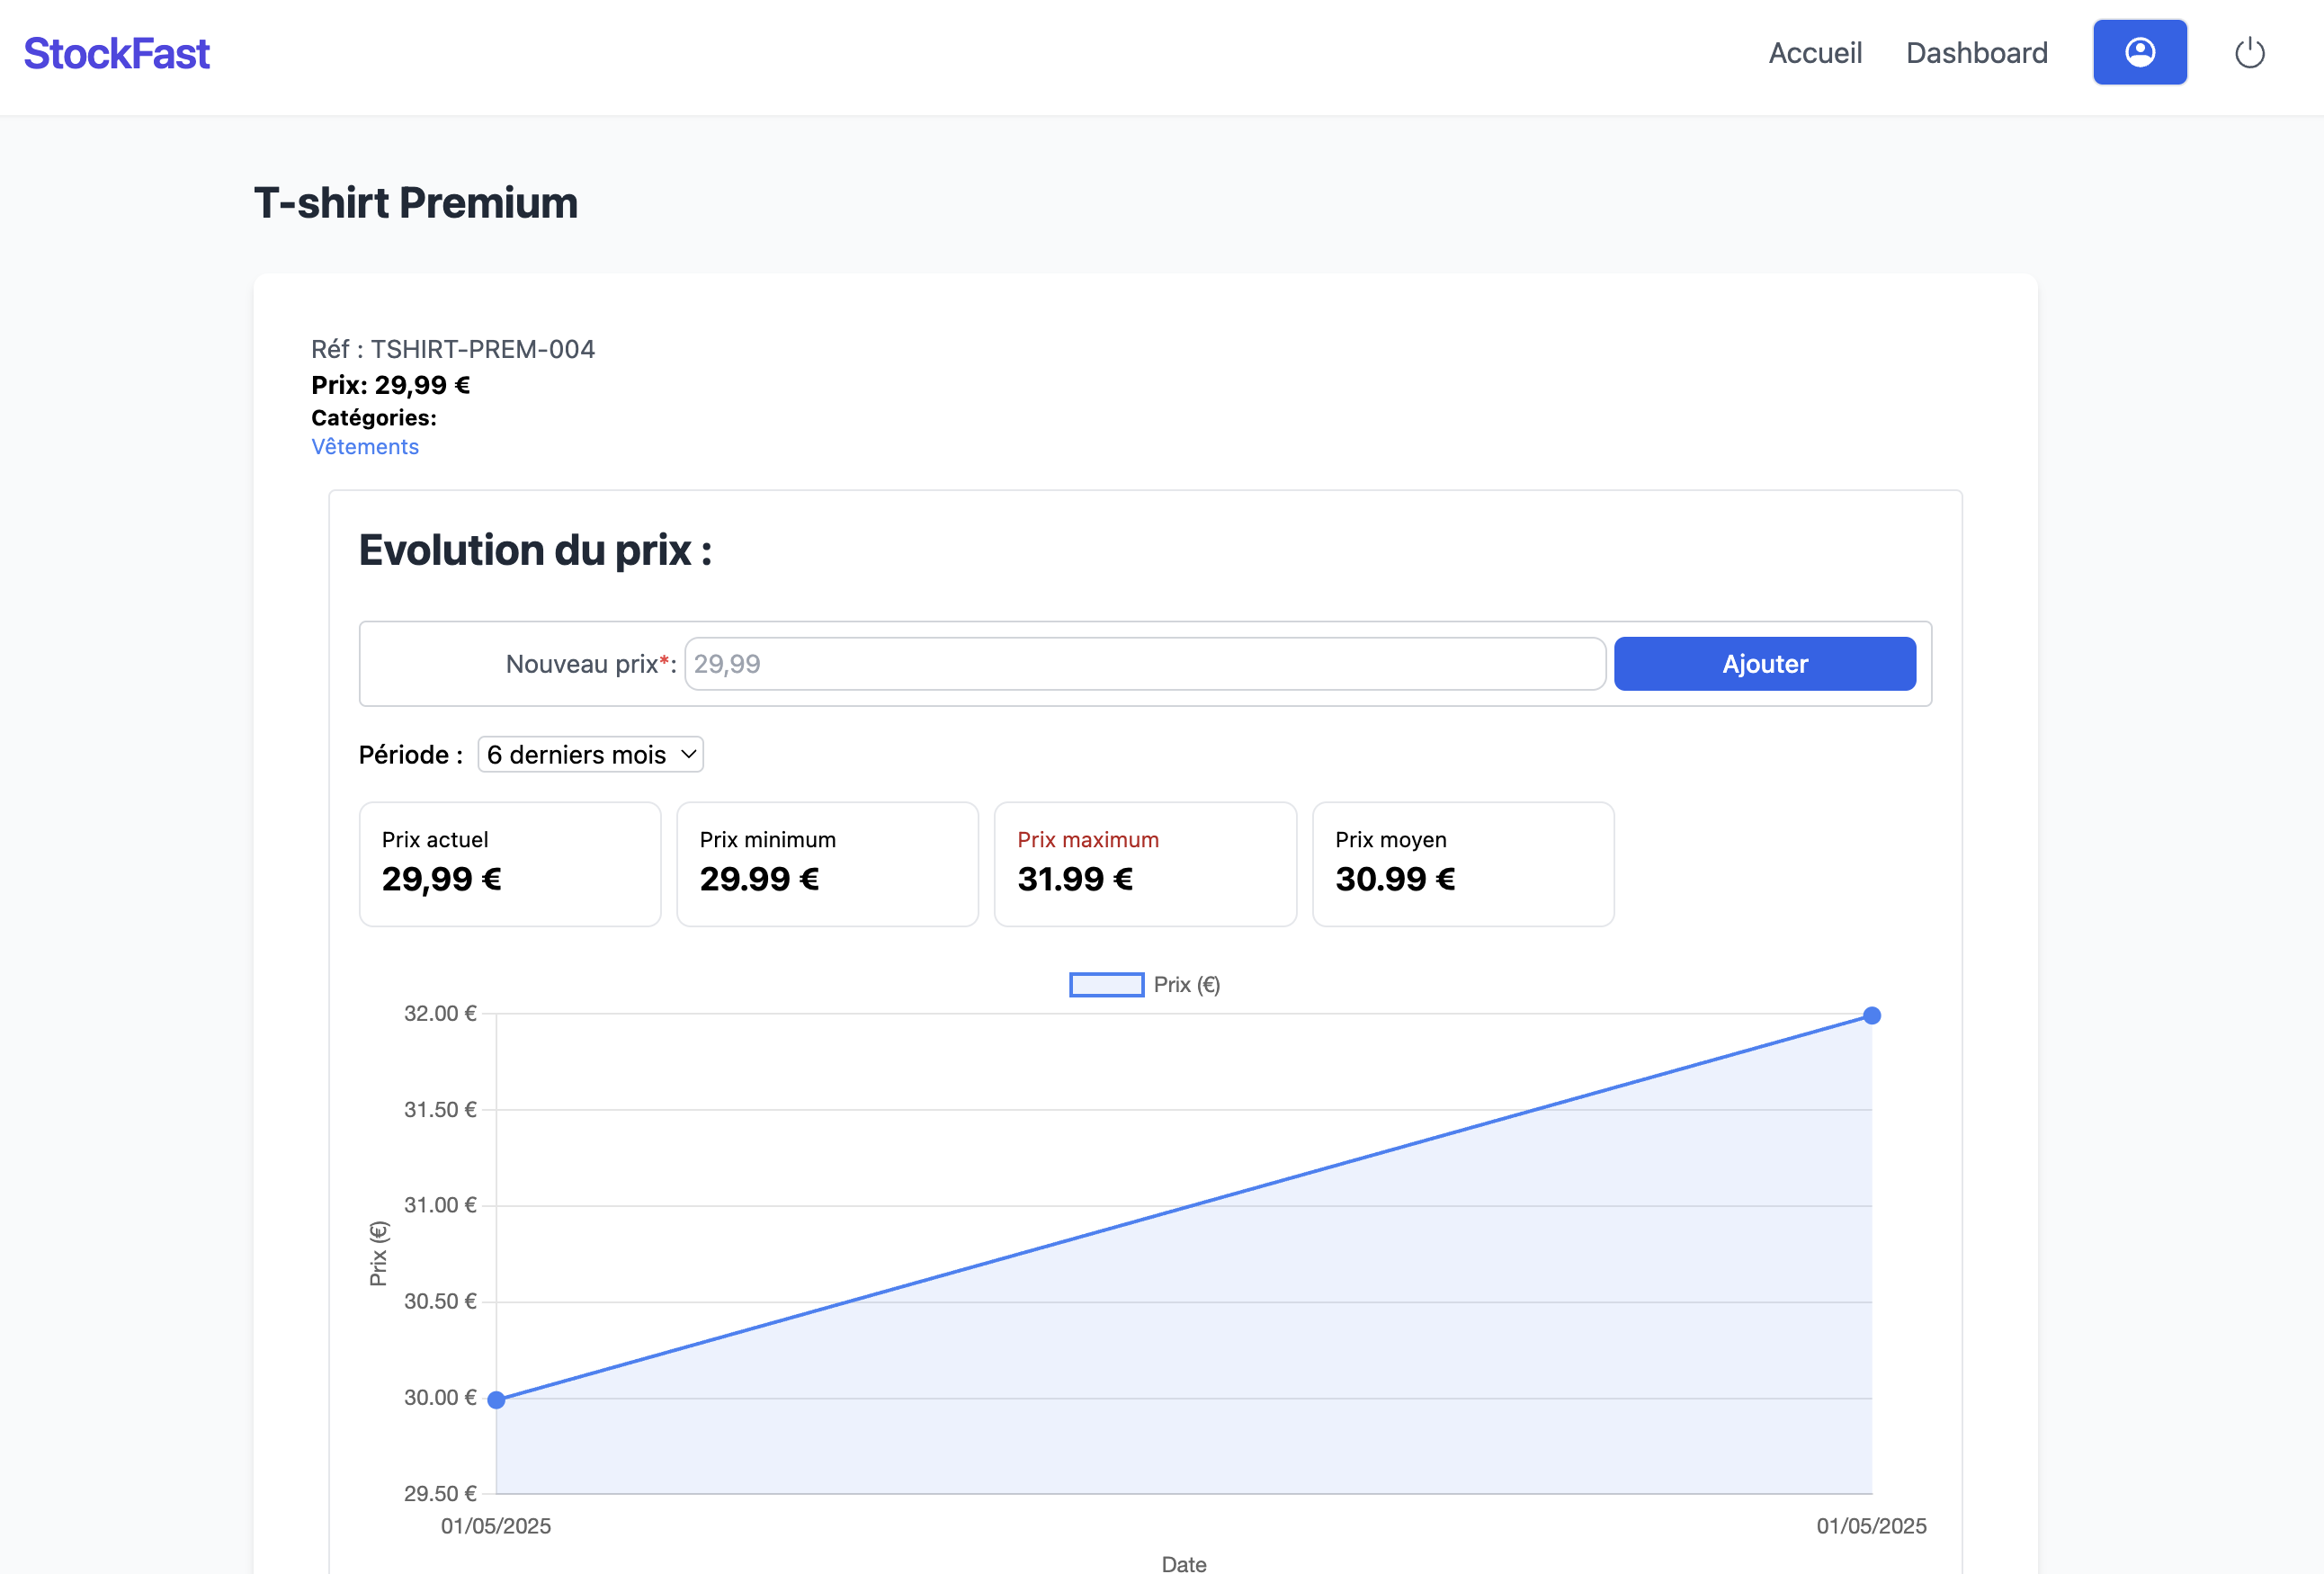 StockFast
Accueil
Dashboard
T-shirt Premium
Réf : TSHIRT-PREM-004
Prix: 29,99 €
Catégories:
Vêtements
Evolution du prix :
Nouveau prix*: 29,99
Ajouter
Période : 6 derniers mois
Prix actuel
29,99 €
Prix minimum
29.99 €
Prix maximum
31.99 €
Prix moyen
30.99 €
Prix (€)
32.00 €
31.50 €
31.00 €
30.50 €
30.00 €
29.50 €
Prix (€)
01/05/2025
01/05/2025
Date